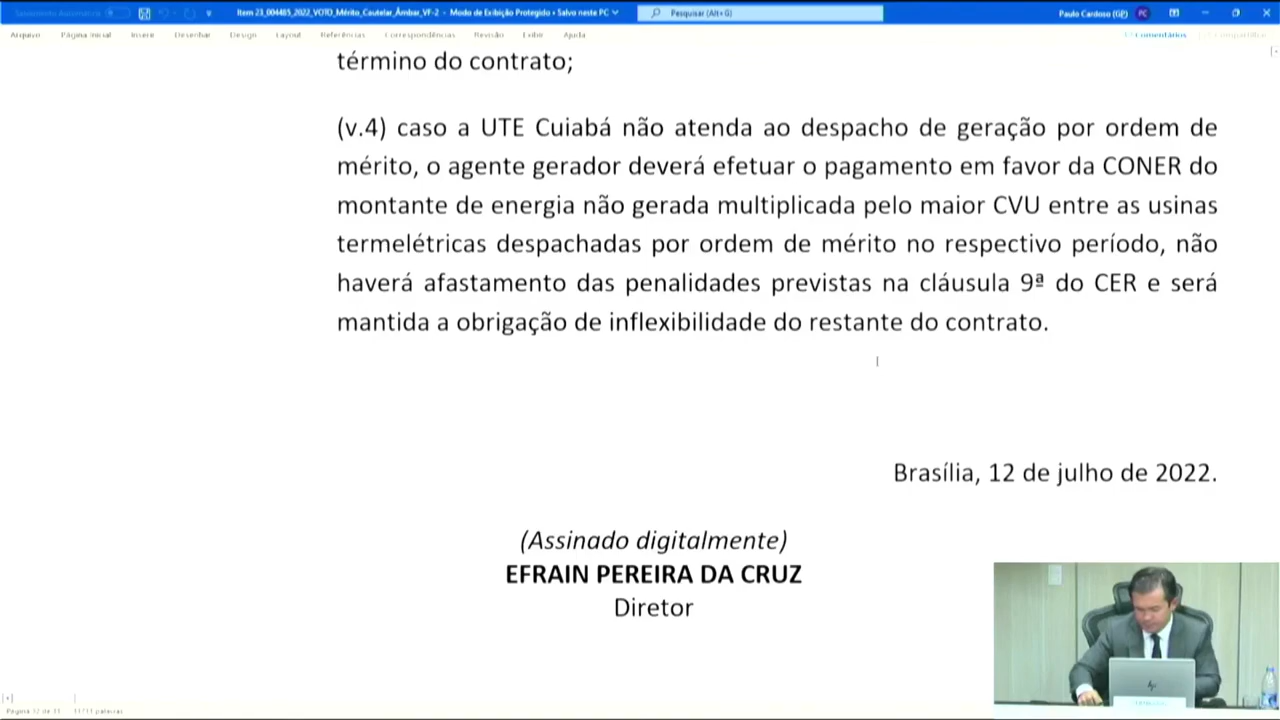 Item 23_004465_2022_VOTO_Mérito_Cautelar_Âmbar_VF-2 - Modo de Exibição Protegido • Salvo neste PC
Pesquisar (Alt+G)
Paulo Cardoso (GP)
PC
Arquivo Página Inicial Inserir Desenhar Design Layout Referências Correspondências Revisão Exibir Ajuda
Comentários
término do contrato;
(v.4) caso a UTE Cuiabá não atenda ao despacho de geração por ordem de
mérito, o agente gerador deverá efetuar o pagamento em favor da CONER do
montante de energia não gerada multiplicada pelo maior CVU entre as usinas
termelétricas despachadas por ordem de mérito no respectivo período, não
haverá afastamento das penalidades previstas na cláusula 9ª do CER e será
mantida a obrigação de inflexibilidade do restante do contrato.
Brasília, 12 de julho de 2022.
(Assinado digitalmente)
EFRAIN PEREIRA DA CRUZ
Diretor
hp